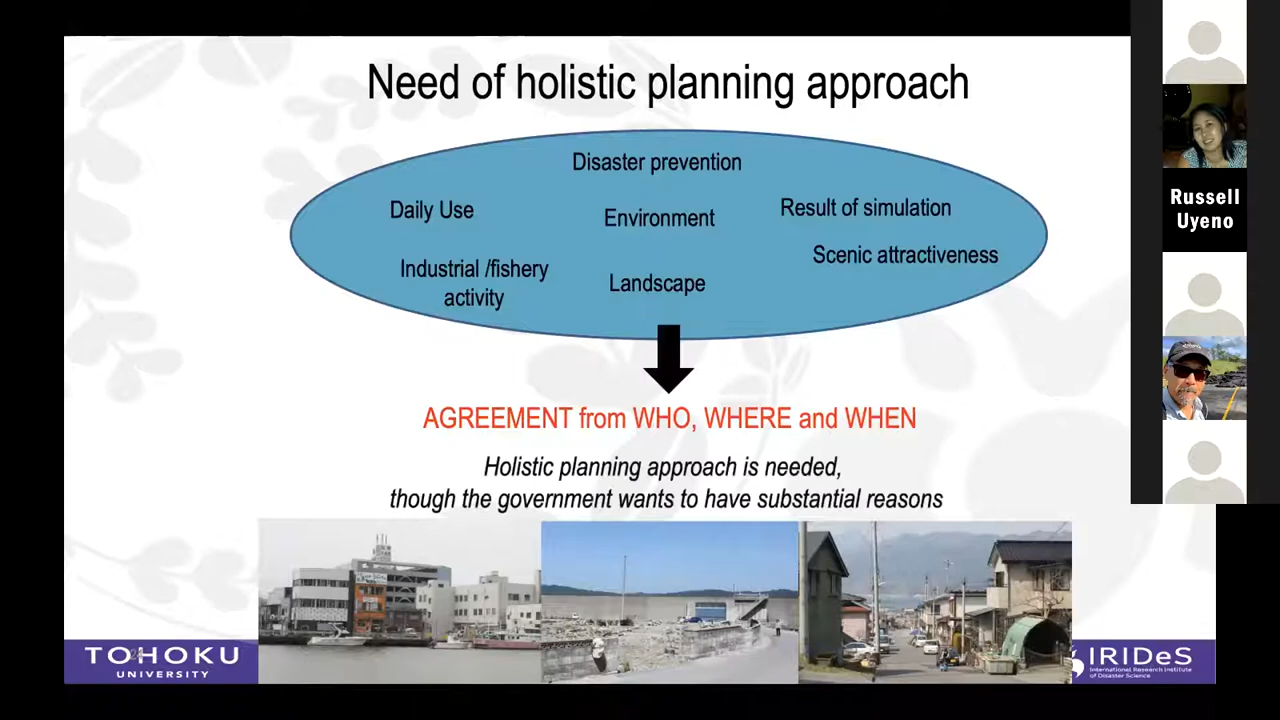 Need of holistic planning approach
Disaster prevention
Daily Use
Environment
Result of simulation
Scenic attractiveness
Industrial /fishery
activity
Landscape
AGREEMENT from WHO, WHERE and WHEN
Holistic planning approach is needed,
though the government wants to have substantial reasons
TOHOKU
UNIVERSITY
IRIDeS
International Research Institute
of Disaster Science
Russell
Uyeno